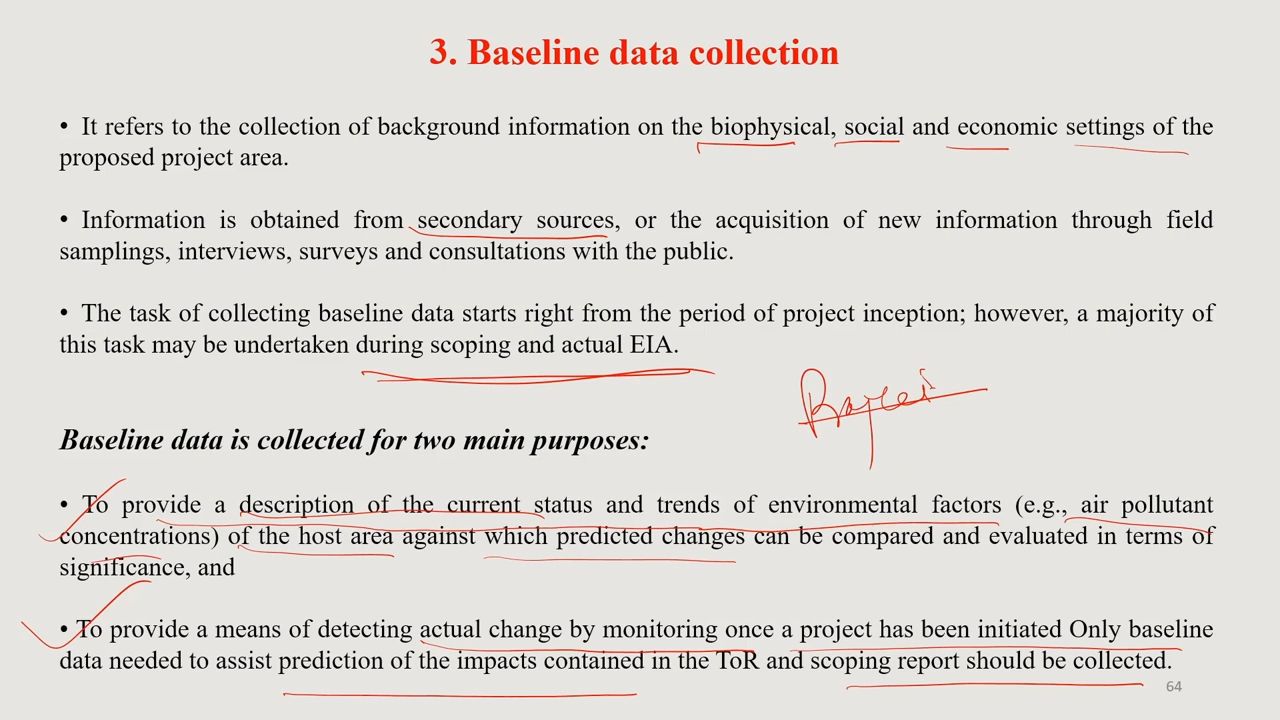 3. Baseline data collection
• It refers to the collection of background information on the biophysical, social and economic settings of the
proposed project area.
• Information is obtained from secondary sources, or the acquisition of new information through field
samplings, interviews, surveys and consultations with the public.
• The task of collecting baseline data starts right from the period of project inception; however, a majority of
this task may be undertaken during scoping and actual EIA.
Baseline data is collected for two main purposes:
• To provide a description of the current status and trends of environmental factors (e.g., air pollutant
concentrations) of the host area against which predicted changes can be compared and evaluated in terms of
significance, and
• To provide a means of detecting actual change by monitoring once a project has been initiated Only baseline
data needed to assist prediction of the impacts contained in the ToR and scoping report should be collected.
64